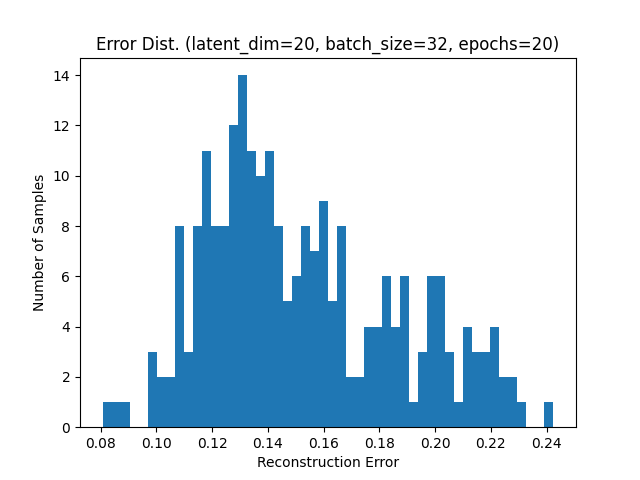 Error Dist. (latent_dim=20, batch_size=32, epochs=20)
14
12
10
8
6
4
2
0
Number of Samples
0.08 0.10 0.12 0.14 0.16 0.18 0.20 0.22 0.24
Reconstruction Error